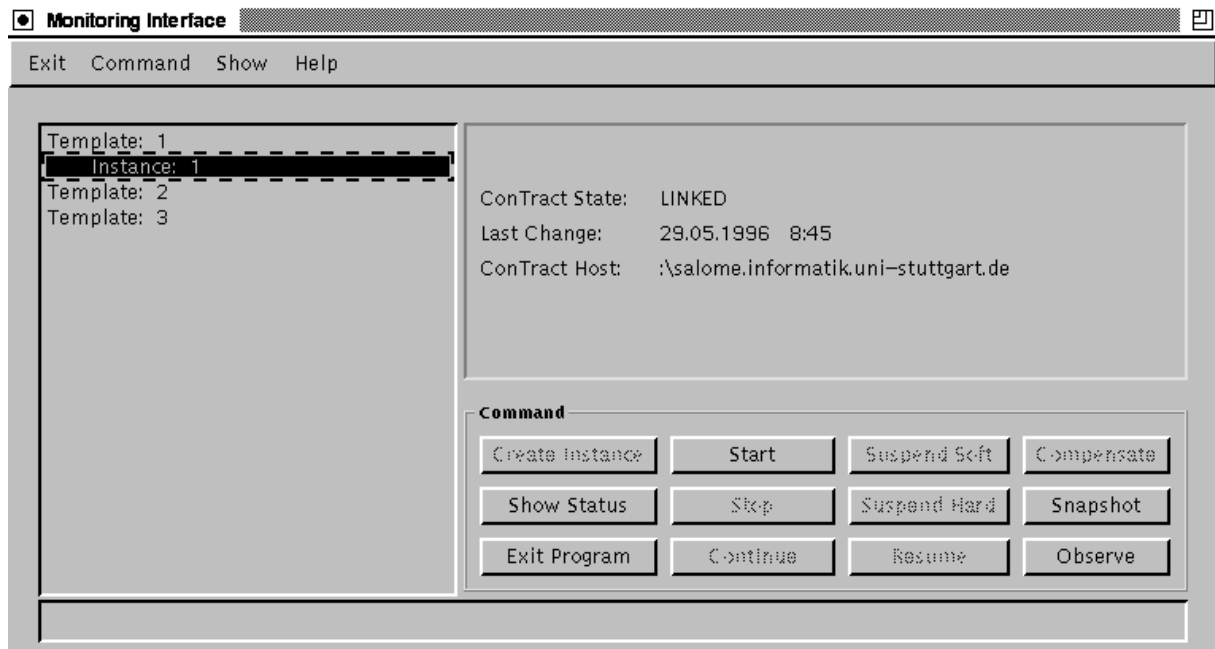 Monitoring Interface
Exit Command Show Help
Template: 1
Instance: 1
Template: 2
Template: 3
ConTract State: LINKED
Last Change: 29.05.1996 8:45
ConTract Host: :\salome.informatik.uni-stuttgart.de
Command
Create Instance Start Suspend Soft Compensate
Show Status Stop Suspend Hard Snapshot
Exit Program Continue Resume Observe